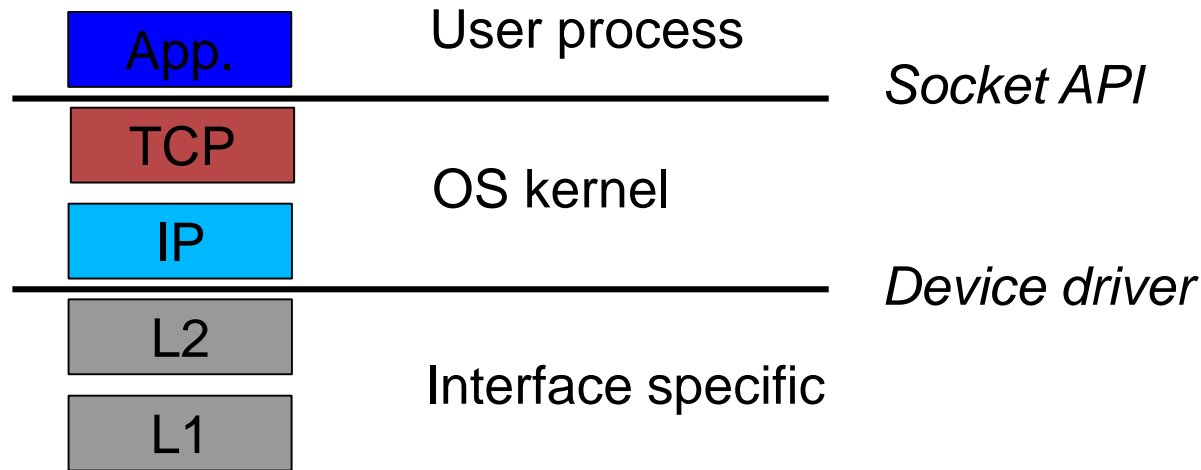 App.
User process
Socket API
TCP
OS kernel
IP
Device driver
L2
Interface specific
L1